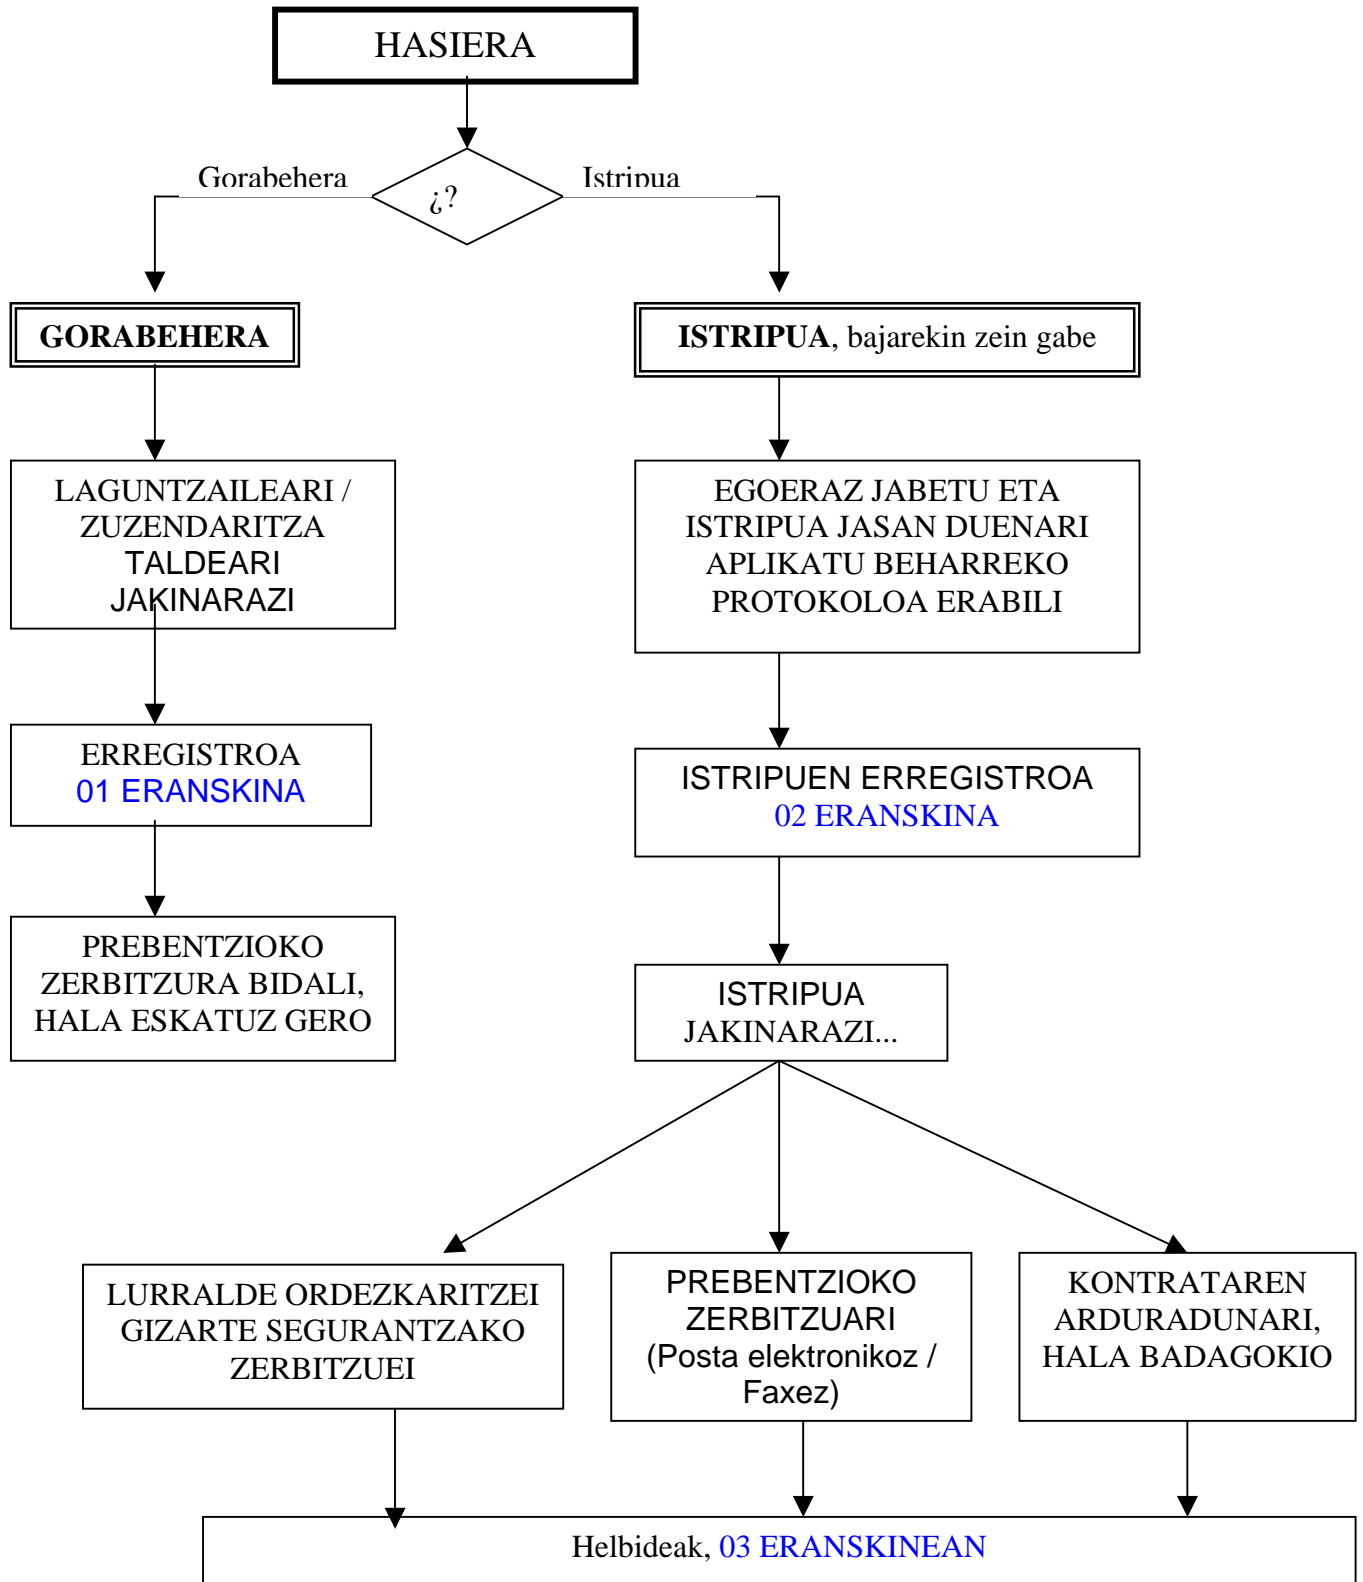 HASIERA
Gorabehera
Istripua
¿?
GORABEHERA
ISTRIPUA, bajarekin zein gabe
LAGUNTZAILEARI /
ZUZENDARITZA
TALDEARI
JAKINARAZI
EGOERAZ JABETU ETA
ISTRIPUA JASAN DUENARI
APLIKATU BEHARREKO
PROTOKOLOA ERABILI
ERREGISTROA
01 ERANSKINA
ISTRIPUEN ERREGISTROA
02 ERANSKINA
PREBENTZIOKO
ZERBITZURA BIDALI,
HALA ESKATUZ GERO
ISTRIPUA
JAKINARAZI...
LURRALDE ORDEZKARITZEI
GIZARTE SEGURANTZAKO
ZERBITZUEI
PREBENTZIOKO
ZERBITZUARI
(Posta elektronikoz /
Faxez)
KONTRATAREN
ARDURADUNARI,
HALA BADAGOKIO
Helbideak, 03 ERANSKINEAN